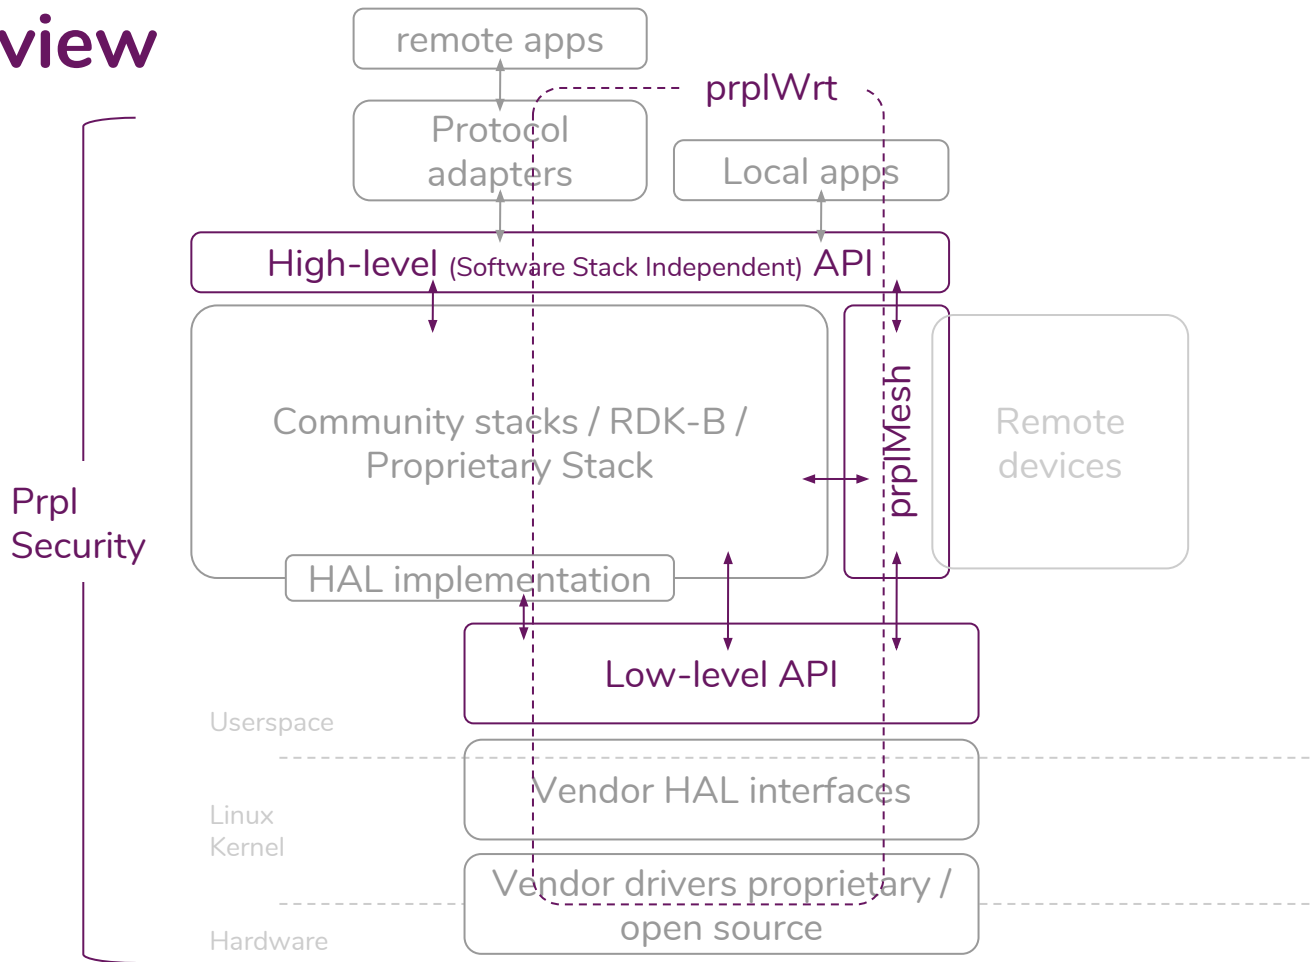 view
remote apps
prplWrt
Protocol
adapters
Local apps
High-level (Software Stack Independent) API
Community stacks / RDK-B /
Proprietary Stack
prplMesh
Remote
devices
Prpl
Security
HAL implementation
Low-level API
Userspace
Vendor HAL interfaces
Linux
Kernel
Vendor drivers proprietary /
open source
Hardware